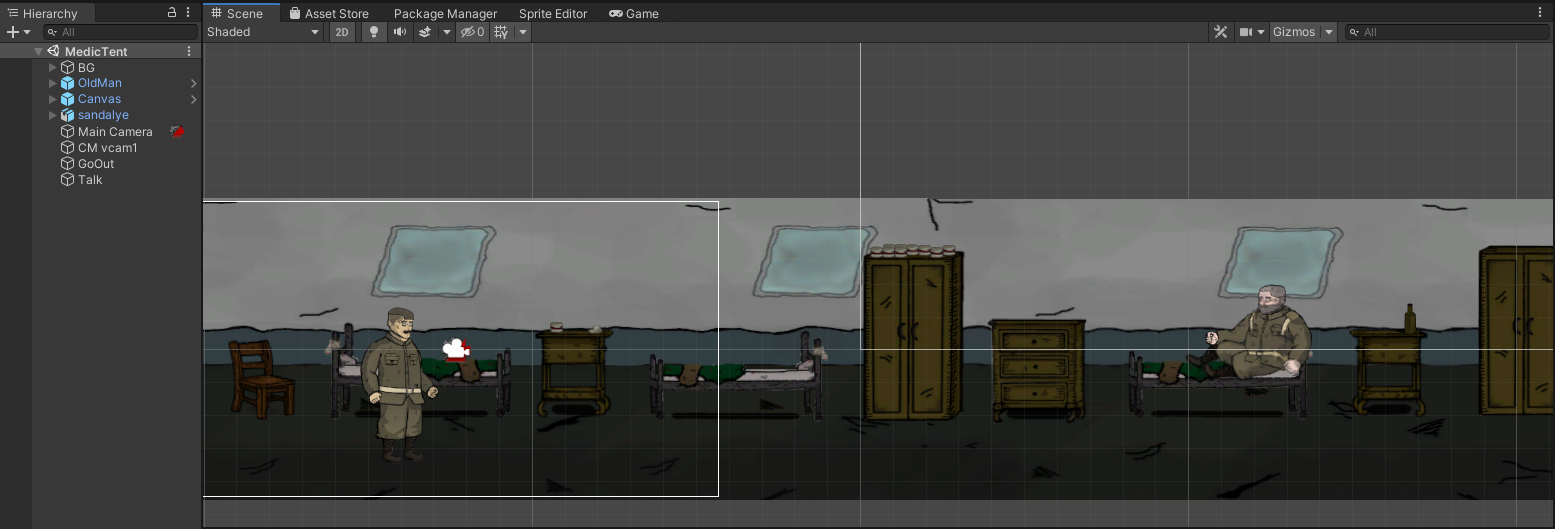 Hierarchy
Scene
Asset Store
Package Manager
Sprite Editor
Game
All
Shaded
2D
0
Gizmos
All
MedicTent
BG
OldMan
Canvas
sandalye
Main Camera
CM vcam1
GoOut
Talk